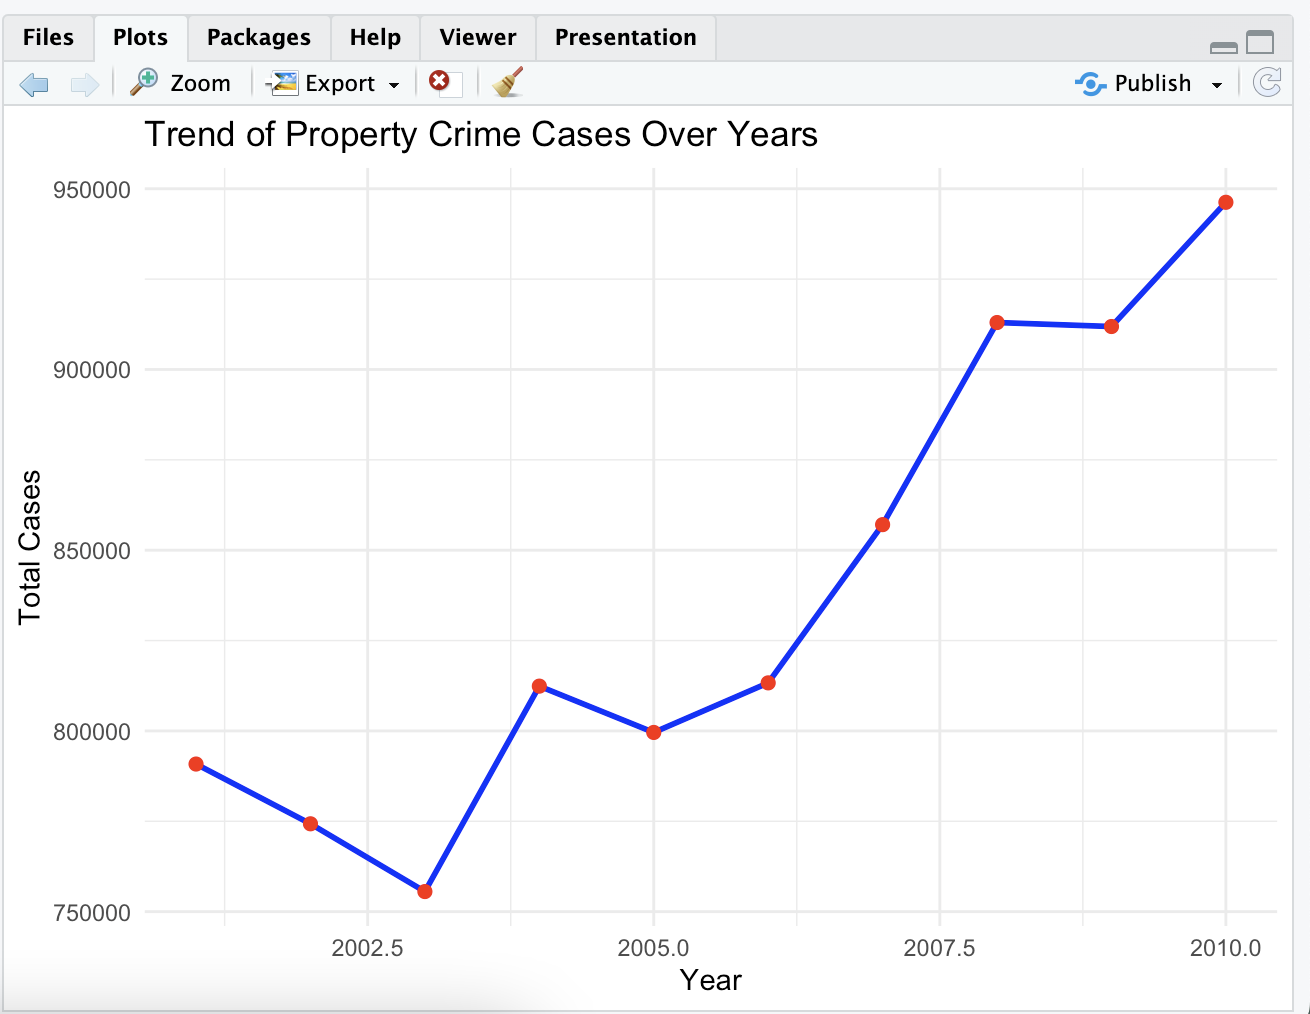 Files Plots Packages Help Viewer Presentation
Zoom Export Publish
Trend of Property Crime Cases Over Years
950000
900000
850000
800000
750000
Total Cases
2002.5 2005.0 2007.5 2010.0
Year